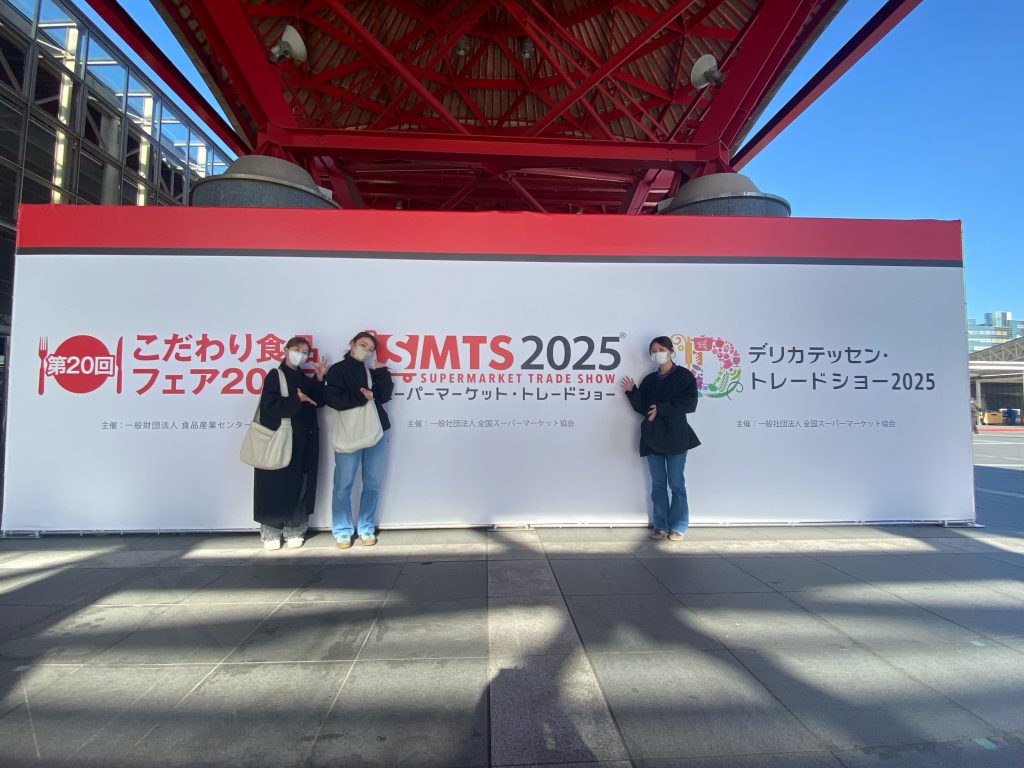 第20回
こだわり食品
フェア20
主催：一般財団法人 食品産業センター
SMTS 2025®
SUPERMARKET TRADE SHOW
ーパーマーケット・トレードショー
主催：一般社団法人 全国スーパーマーケット協会
デリカテッセン・
トレードショー2025
主催：一般社団法人 全国スーパーマーケット協会